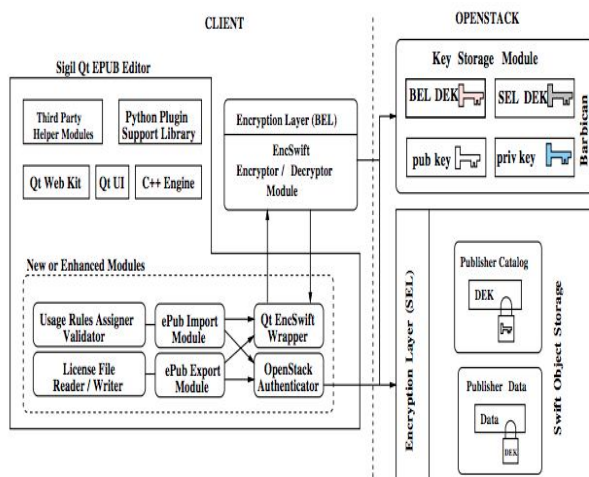 CLIENT
OPENSTACK
Sigil Qt EPUB Editor
Third Party
Helper Modules
Python Plugin
Support Library
Qt Web Kit
Qt UI
C++ Engine
Encryption Layer (BEL)
EncSwift
Encryptor / Decryptor
Module
New or Enhanced Modules
Usage Rules Assigner
Validator
ePub Import
Module
Qt EncSwift
Wrapper
License File
Reader / Writer
ePub Export
Module
OpenStack
Authenticator
Key Storage Module
BEL DEK
SEL DEK
pub key
priv key
Barbican
Encryption Layer (SEL)
Publisher Catalog
DEK
Publisher Data
Data
DEK
Swift Object Storage